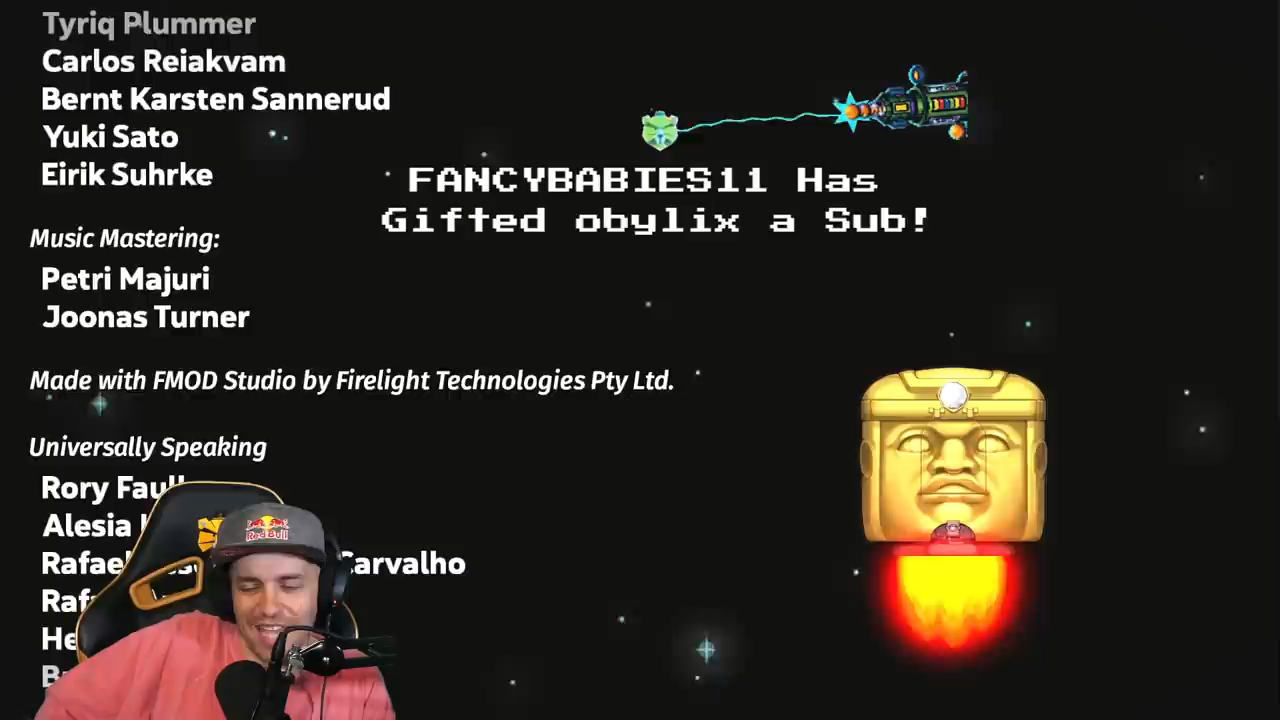 Tyriq Plummer
Carlos Reiakvam
Bernt Karsten Sannerud
Yuki Sato
Eirik Suhrke
FANCYBABIES11 Has
Gifted obylix a Sub!
Music Mastering:
Petri Majuri
Joonas Turner
Made with FMOD Studio by Firelight Technologies Pty Ltd.
Universally Speaking
Rory
Alesia
Carvalho
Red Bull